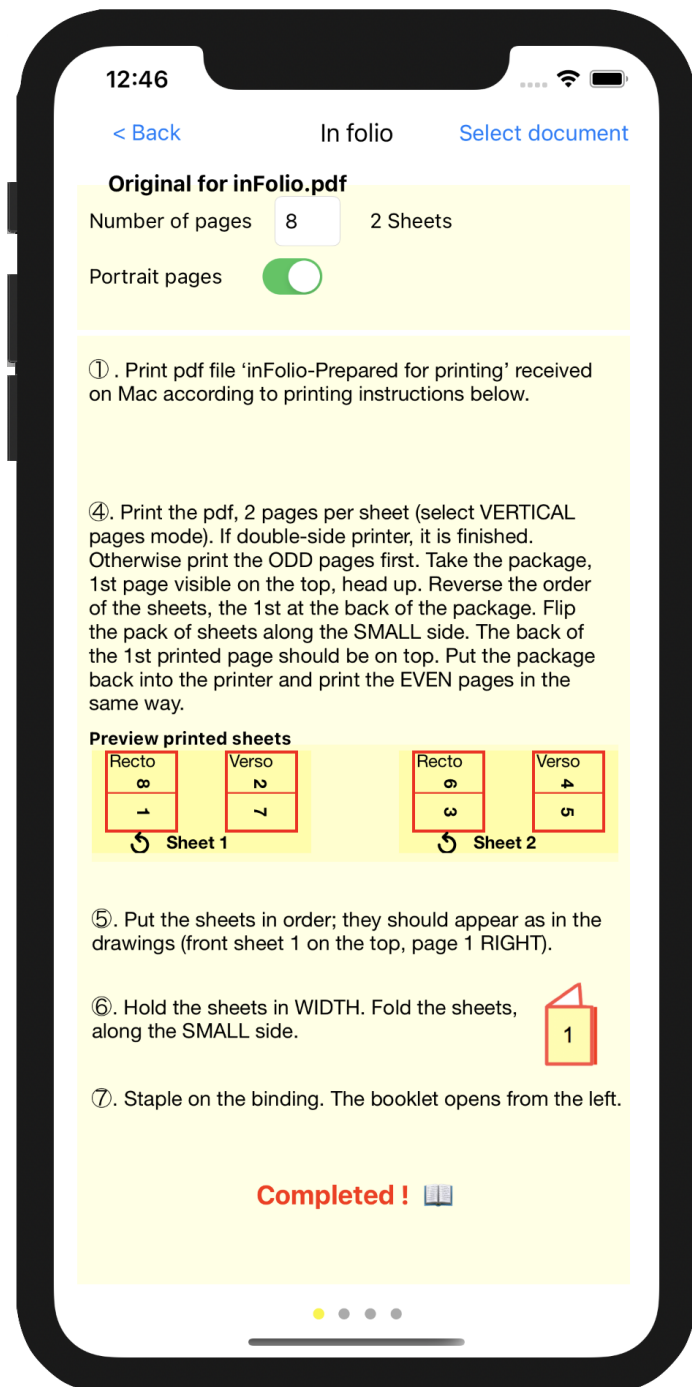 12:46
< Back In folio Select document
Original for inFolio.pdf
Number of pages 8 2 Sheets
Portrait pages
①. Print pdf file ‘inFolio-Prepared for printing’ received
on Mac according to printing instructions below.
④. Print the pdf, 2 pages per sheet (select VERTICAL
pages mode). If double-side printer, it is finished.
Otherwise print the ODD pages first. Take the package,
1st page visible on the top, head up. Reverse the order
of the sheets, the 1st at the back of the package. Flip
the pack of sheets along the SMALL side. The back of
the 1st printed page should be on top. Put the package
back into the printer and print the EVEN pages in the
same way.
Preview printed sheets
Recto Verso Recto Verso
8 2 6 4
1 7 3 5
Sheet 1 Sheet 2
⑤. Put the sheets in order; they should appear as in the
drawings (front sheet 1 on the top, page 1 RIGHT).
⑥. Hold the sheets in WIDTH. Fold the sheets,
along the SMALL side.
1
⑦. Staple on the binding. The booklet opens from the left.
Completed !